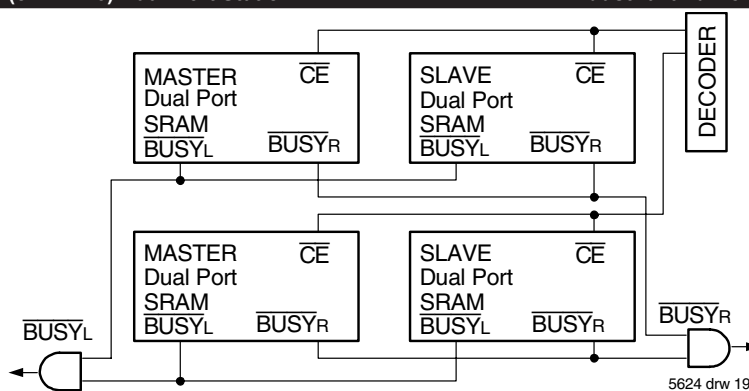 MASTER
Dual Port
SRAM
BUSYL
CE
BUSYR
SLAVE
Dual Port
SRAM
BUSYL
CE
BUSYR
DECODER
MASTER
Dual Port
SRAM
BUSYL
CE
BUSYR
SLAVE
Dual Port
SRAM
BUSYL
CE
BUSYR
BUSYL
BUSYR
5624 drw 19